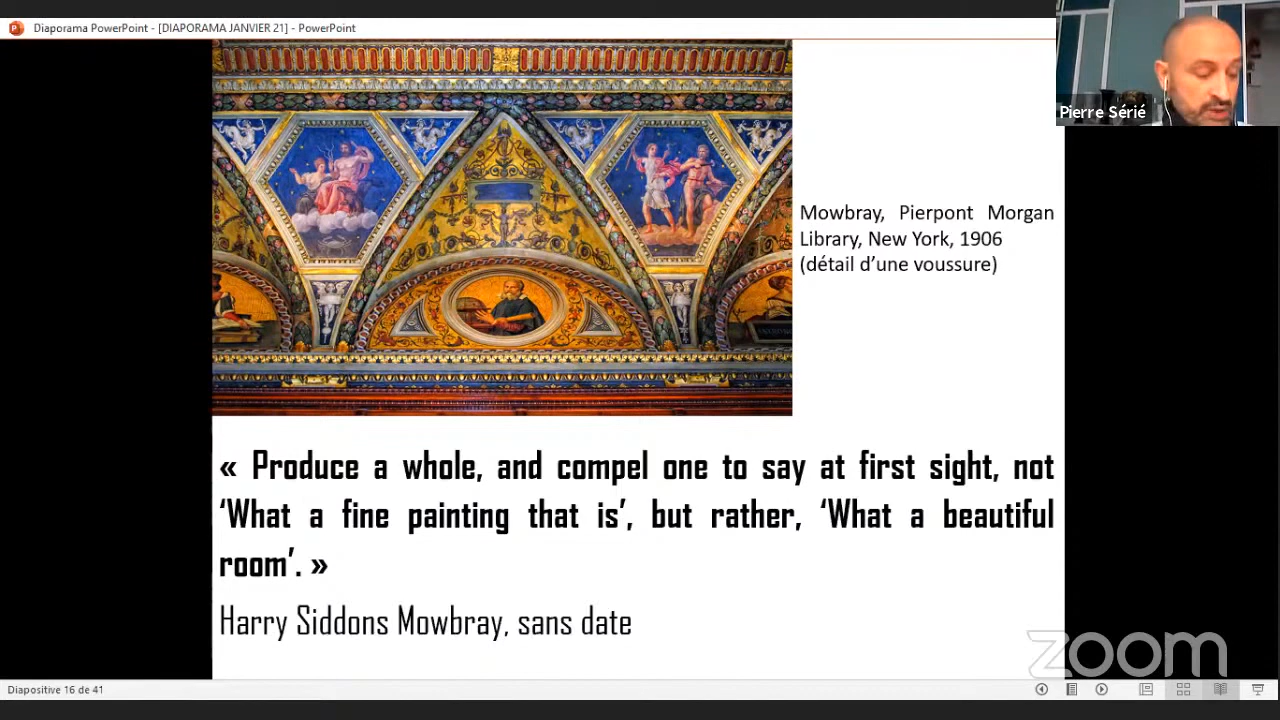 Diaporama PowerPoint - [DIAPORAMA JANVIER 21] - PowerPoint
Pierre Sérié
Mowbray, Pierpont Morgan
Library, New York, 1906
(détail d’une voussure)
« Produce a whole, and compel one to say at first sight, not
‘What a fine painting that is’, but rather, ‘What a beautiful
room’. »
Harry Siddons Mowbray, sans date
zoom
Diapositive 16 de 41